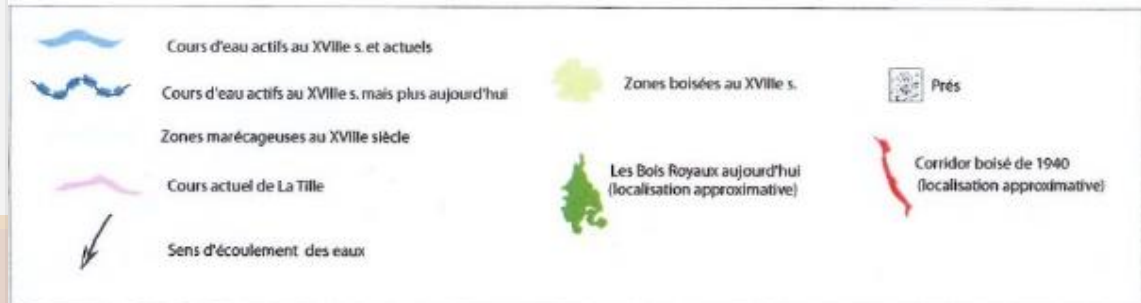 Cours d'eau actifs au XVIIIe s. et actuels
Cours d'eau actifs au XVIIIe s. mais plus aujourd'hui
Zones marécageuses au XVIIIe siècle
Cours actuel de La Tille
Sens d'écoulement des eaux
Zones boisées au XVIIIe s.
Les Bois Royaux aujourd'hui
(localisation approximative)
Prés
Corridor boisé de 1940
(localisation approximative)